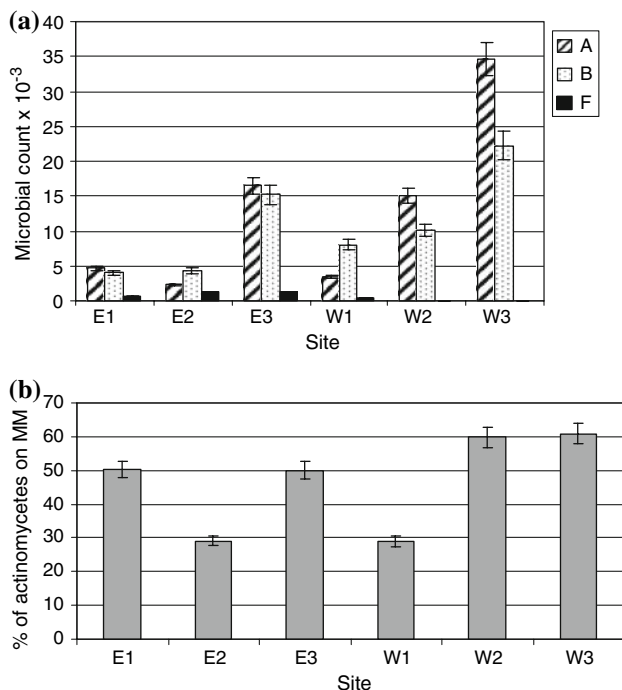 (a)
Microbial count x 10⁻³
40
35
30
25
20
15
10
5
0
E1 E2 E3 W1 W2 W3
Site
A
B
F
(b)
% of actinomycetes on MM
70
60
50
40
30
20
10
0
E1 E2 E3 W1 W2 W3
Site